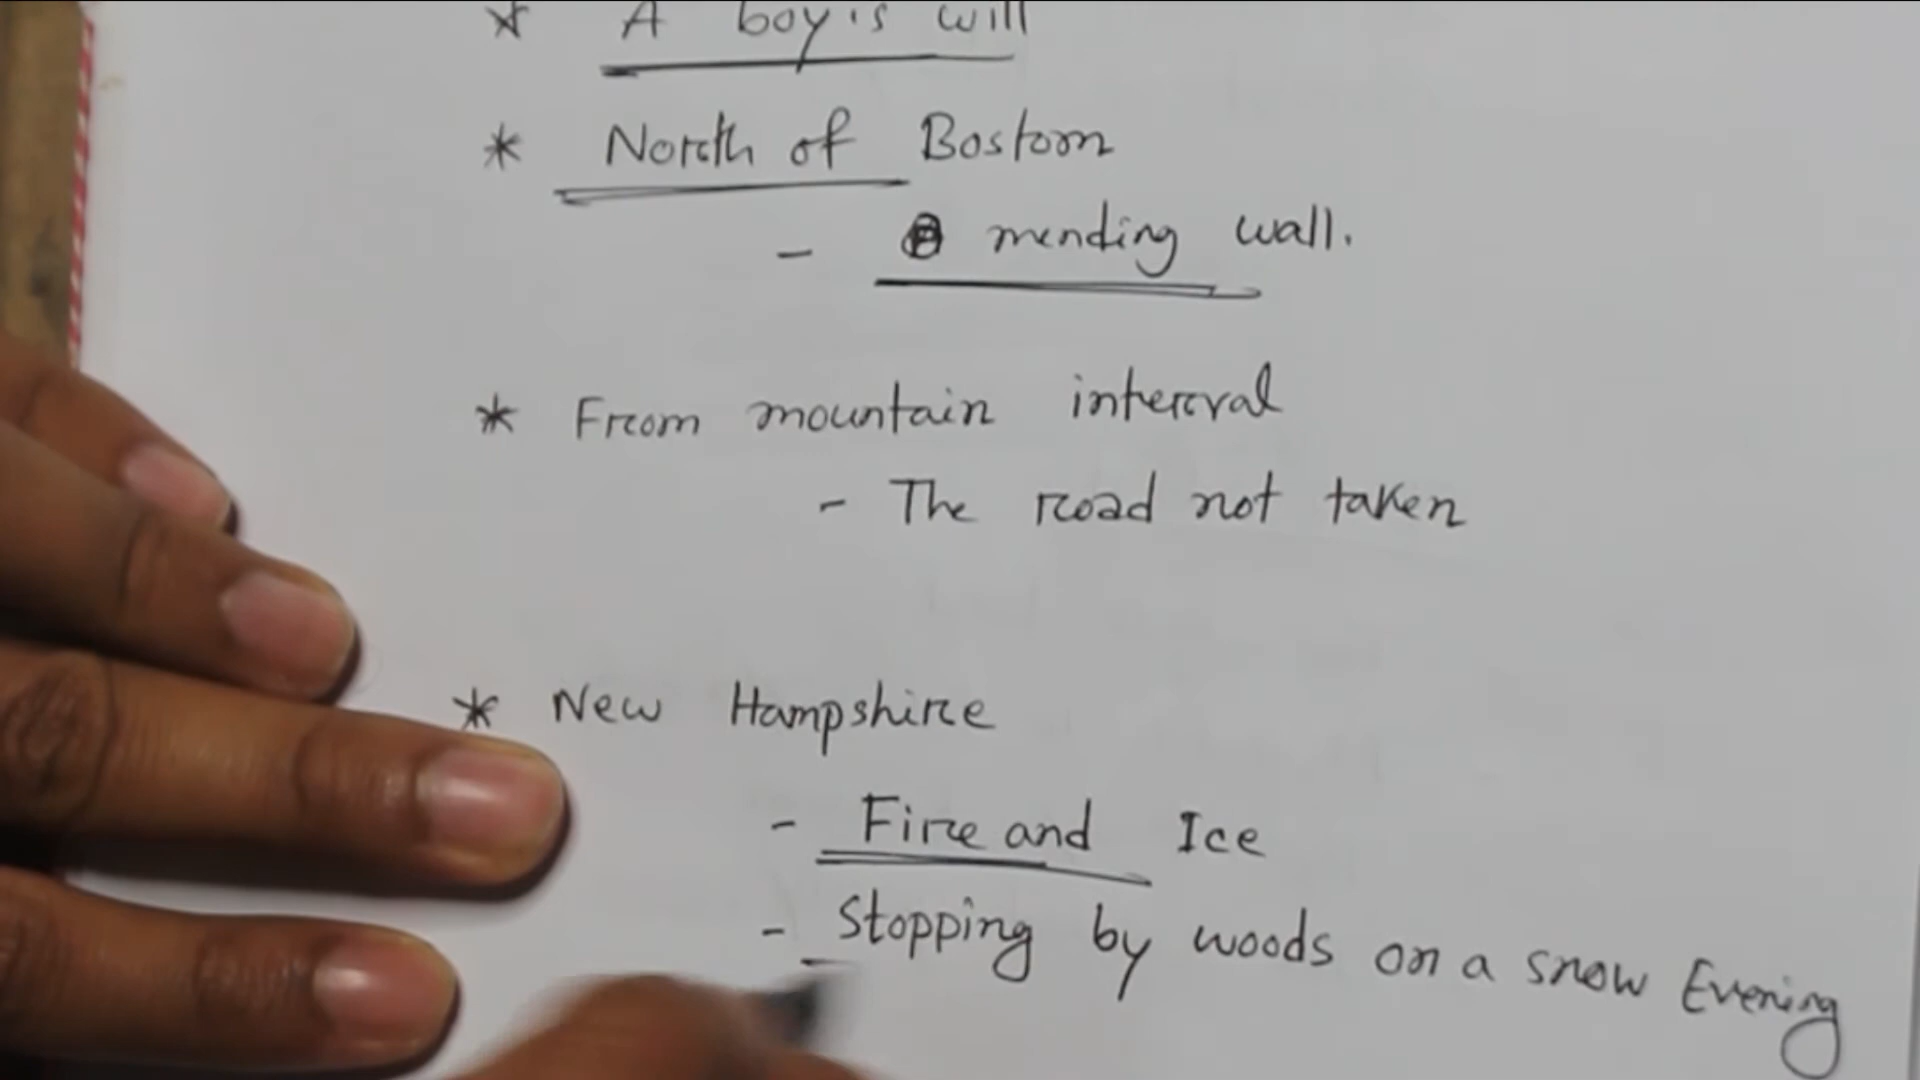 * A boy's will
* North of Boston
- mending wall.
* From mountain interval
- The road not taken
* New Hampshire
- Fire and Ice
- Stopping by woods on a snow Evening